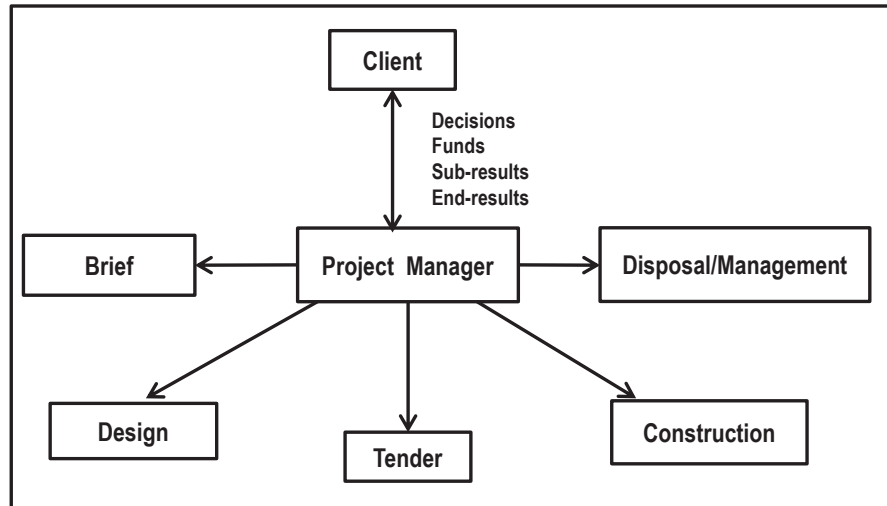 Client
Decisions
Funds
Sub-results
End-results
Brief
Project Manager
Disposal/Management
Design
Tender
Construction